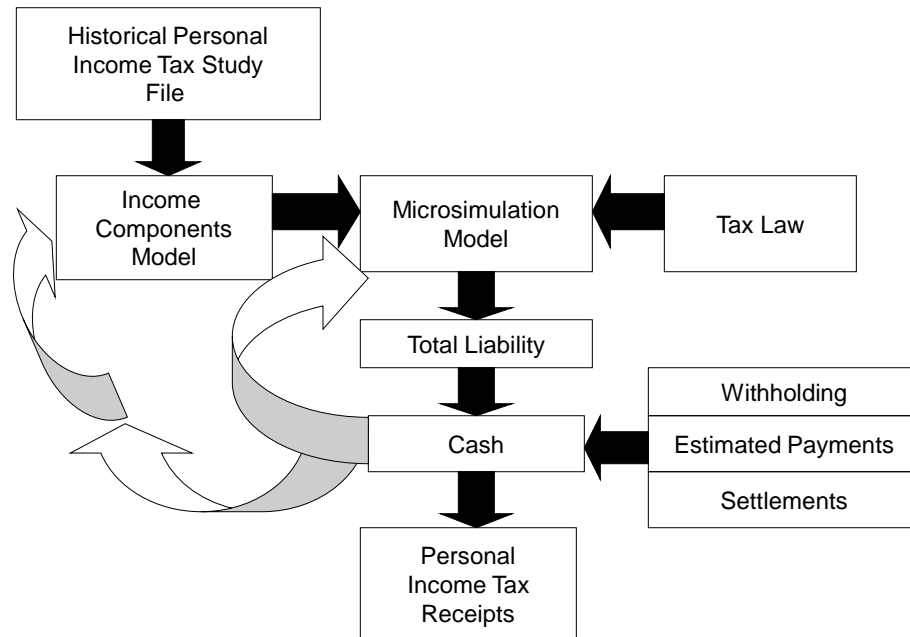 Historical Personal
Income Tax Study
File
Income
Components
Model
Microsimulation
Model
Tax Law
Total Liability
Withholding
Cash
Estimated Payments
Settlements
Personal
Income Tax
Receipts